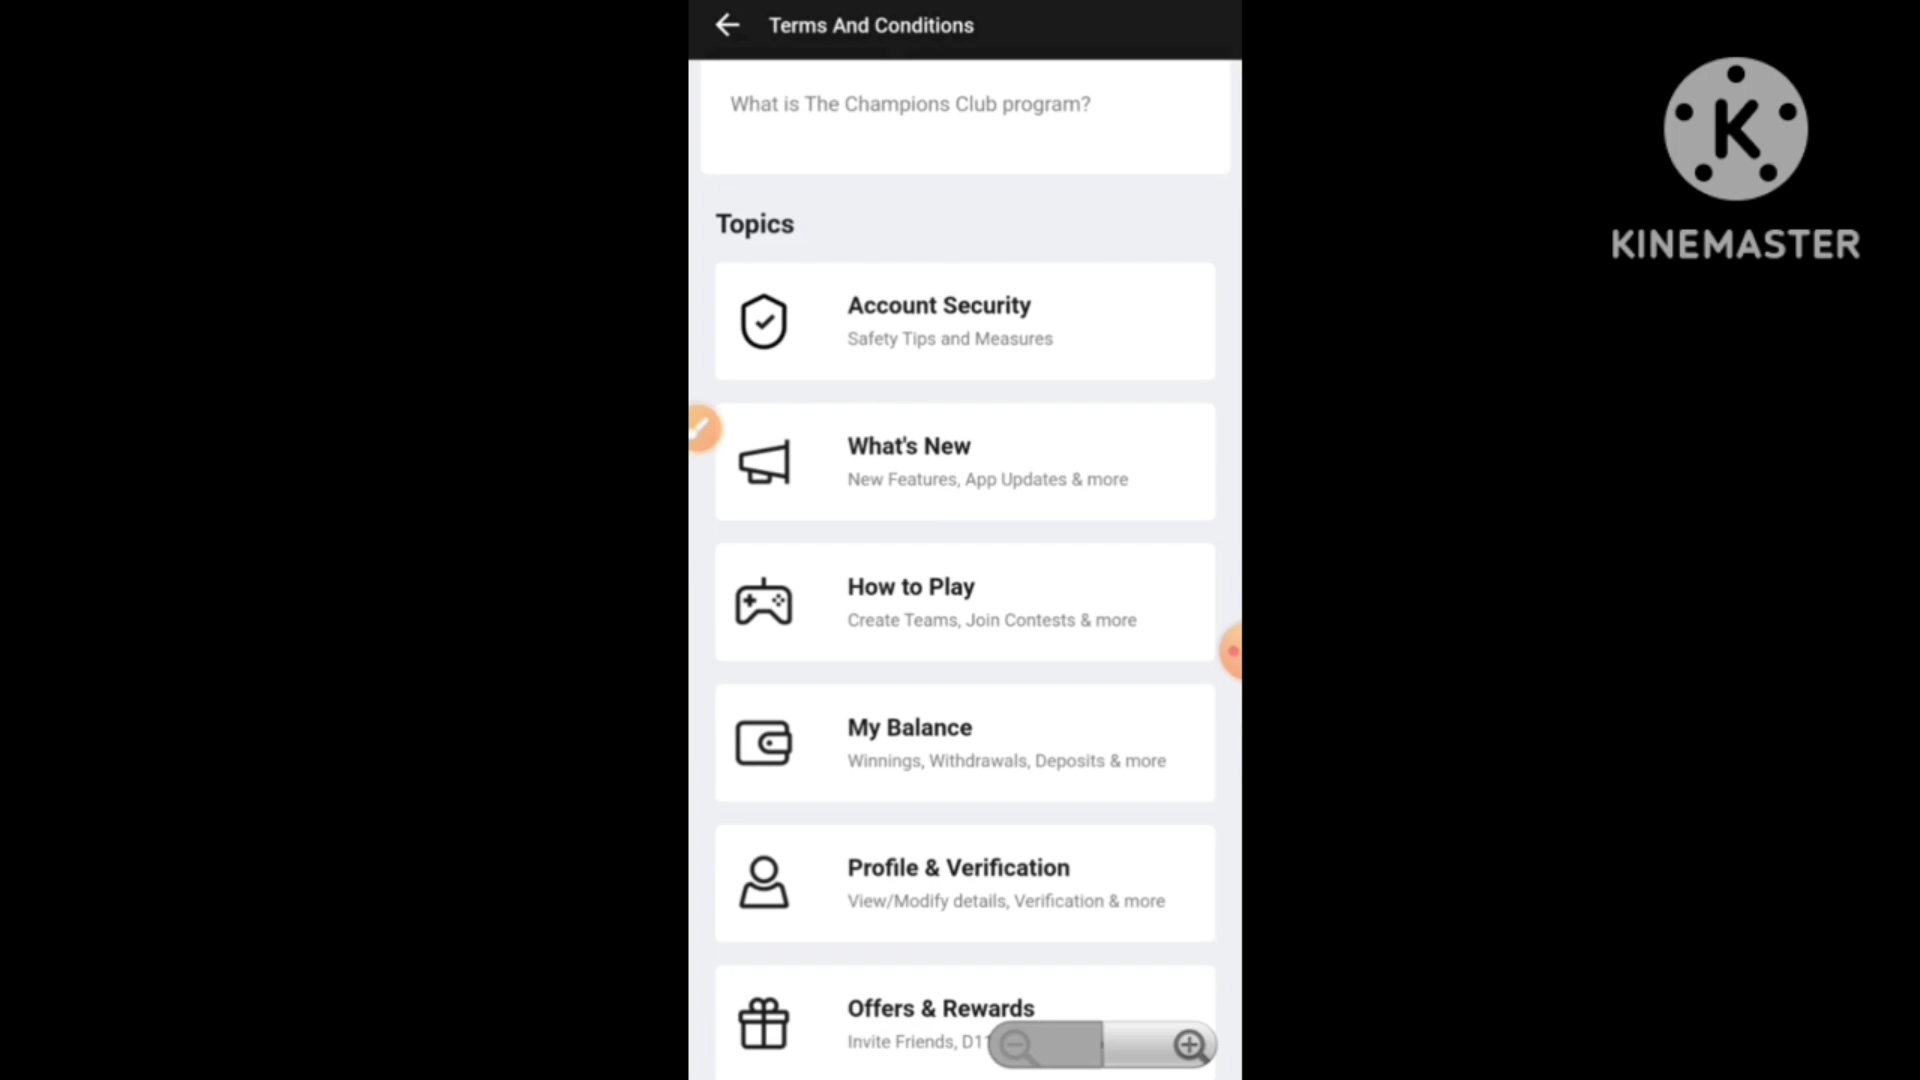 Terms And Conditions
What is The Champions Club program?
Topics
Account Security
Safety Tips and Measures
What's New
New Features, App Updates & more
How to Play
Create Teams, Join Contests & more
My Balance
Winnings, Withdrawals, Deposits & more
Profile & Verification
View/Modify details, Verification & more
Offers & Rewards
Invite Friends,
K
KINEMASTER